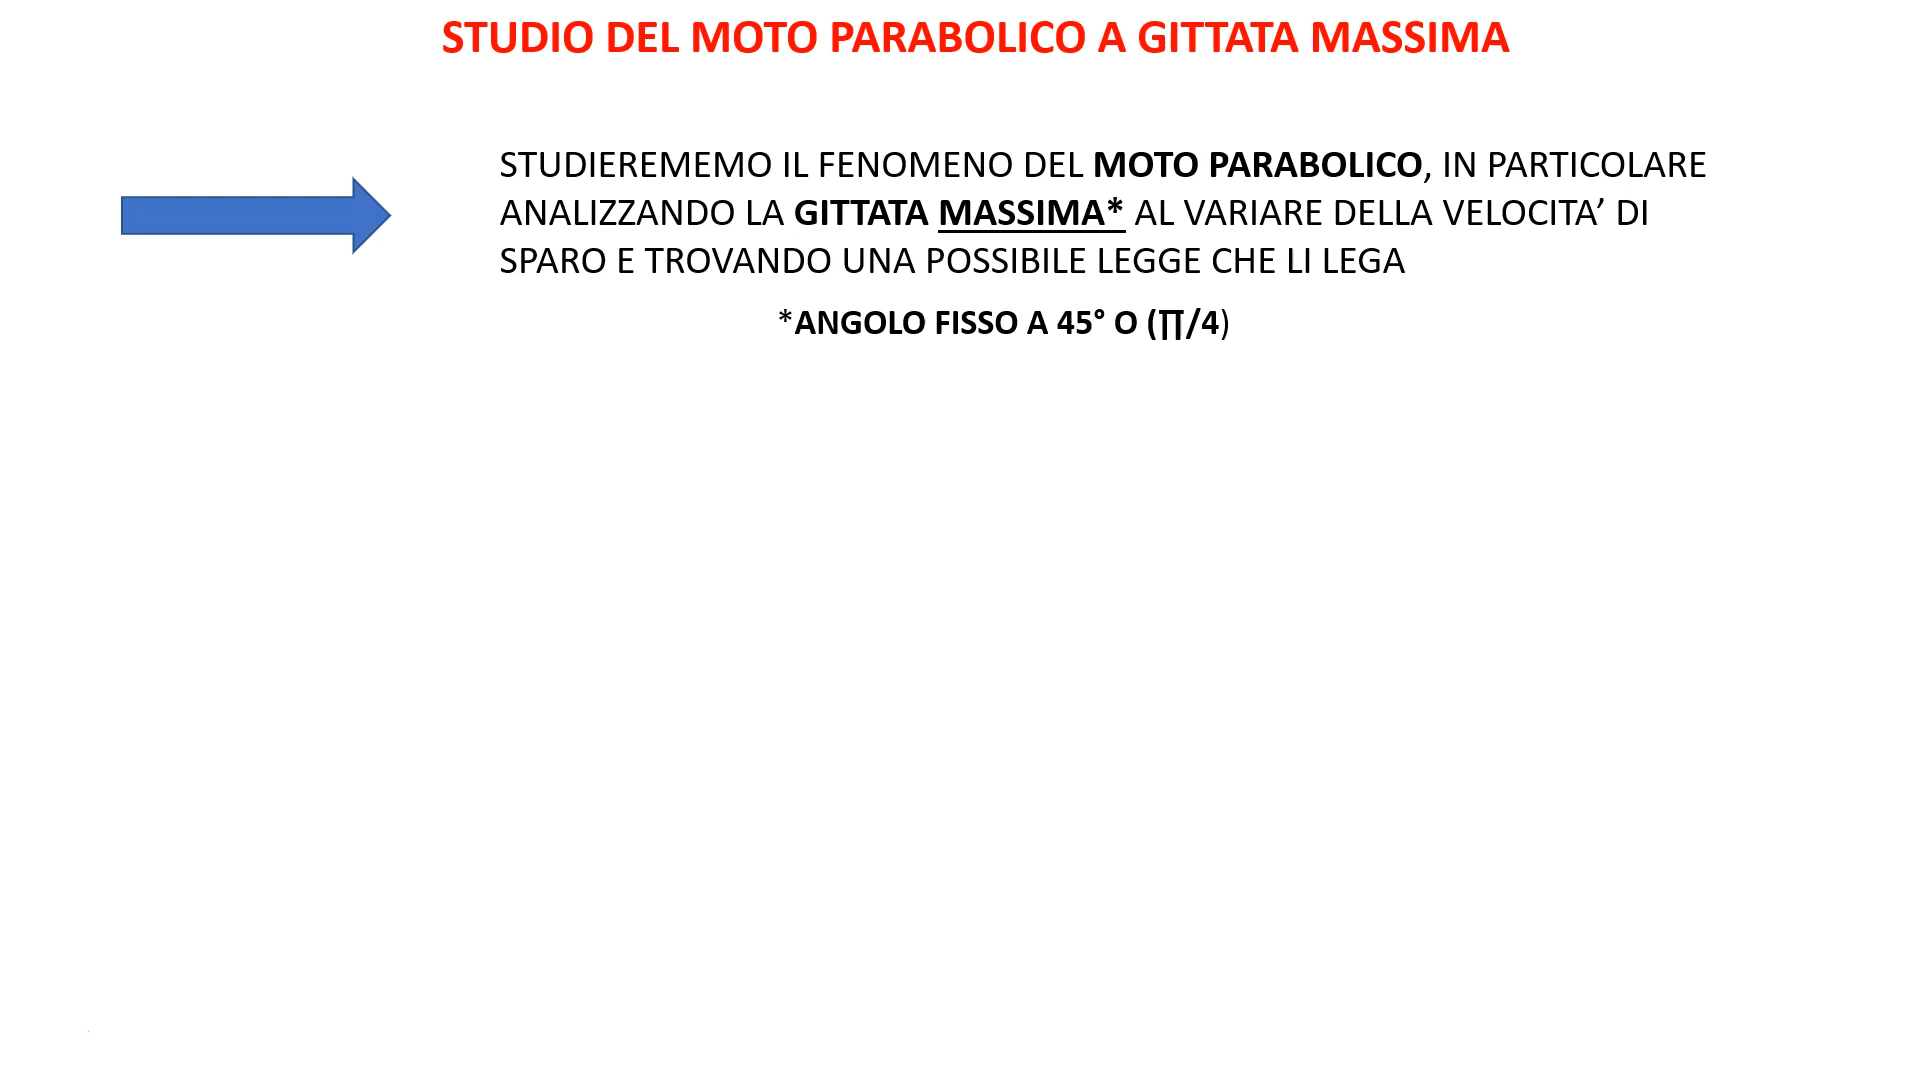 STUDIO DEL MOTO PARABOLICO A GITTATA MASSIMA
STUDIEREMEMO IL FENOMENO DEL MOTO PARABOLICO, IN PARTICOLARE
ANALIZZANDO LA GITTATA MASSIMA* AL VARIARE DELLA VELOCITA’ DI
SPARO E TROVANDO UNA POSSIBILE LEGGE CHE LI LEGA
*ANGOLO FISSO A 45° O (∏/4)